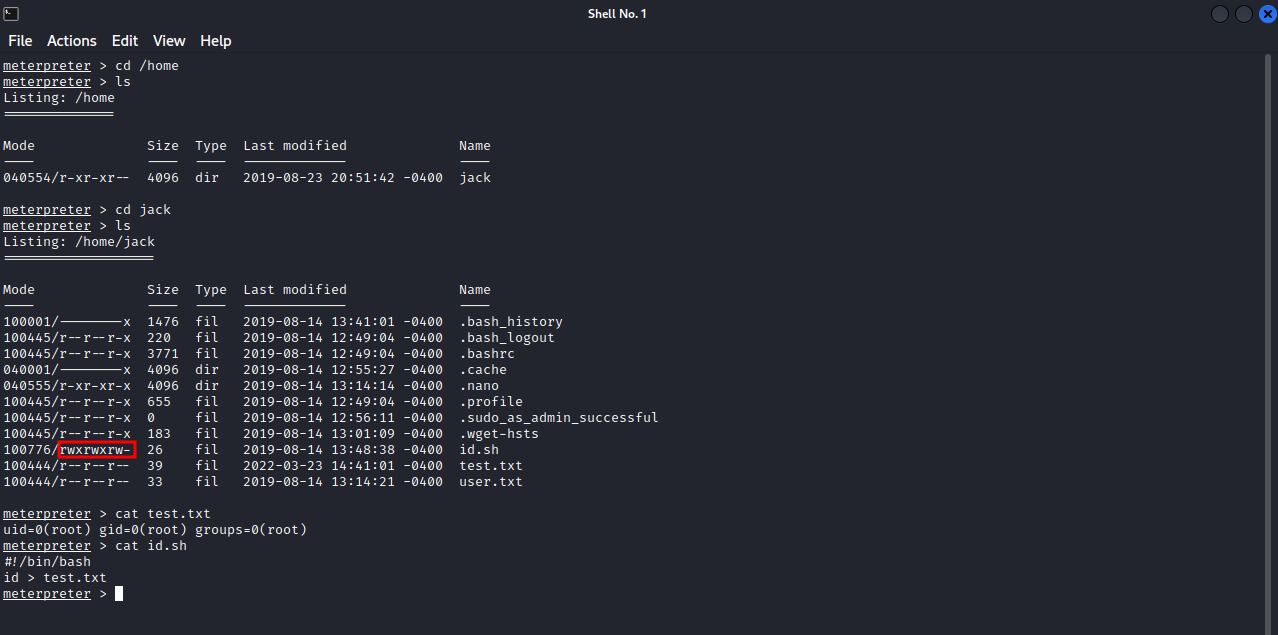 Shell No. 1
File Actions Edit View Help
meterpreter > cd /home
meterpreter > ls
Listing: /home
==============
Mode Size Type Last modified Name
---- ---- ---- ------------- ----
040554/r-xr-xr-- 4096 dir 2019-08-23 20:51:42 -0400 jack
meterpreter > cd jack
meterpreter > ls
Listing: /home/jack
===================
Mode Size Type Last modified Name
---- ---- ---- ------------- ----
100001/--------x 1476 fil 2019-08-14 13:41:01 -0400 .bash_history
100445/r--r--r-x 220 fil 2019-08-14 12:49:04 -0400 .bash_logout
100445/r--r--r-x 3771 fil 2019-08-14 12:49:04 -0400 .bashrc
040001/--------x 4096 dir 2019-08-14 12:55:27 -0400 .cache
040555/r-xr-xr-x 4096 dir 2019-08-14 13:14:14 -0400 .nano
100445/r--r--r-x 655 fil 2019-08-14 12:49:04 -0400 .profile
100445/r--r--r-x 0 fil 2019-08-14 12:56:11 -0400 .sudo_as_admin_successful
100445/r--r--r-x 183 fil 2019-08-14 13:01:09 -0400 .wget-hsts
100776/rwxrwxrw- 26 fil 2019-08-14 13:48:38 -0400 id.sh
100444/r--r--r-- 39 fil 2022-03-23 14:41:01 -0400 test.txt
100444/r--r--r-- 33 fil 2019-08-14 13:14:21 -0400 user.txt
meterpreter > cat test.txt
uid=0(root) gid=0(root) groups=0(root)
meterpreter > cat id.sh
#!/bin/bash
id > test.txt
meterpreter >